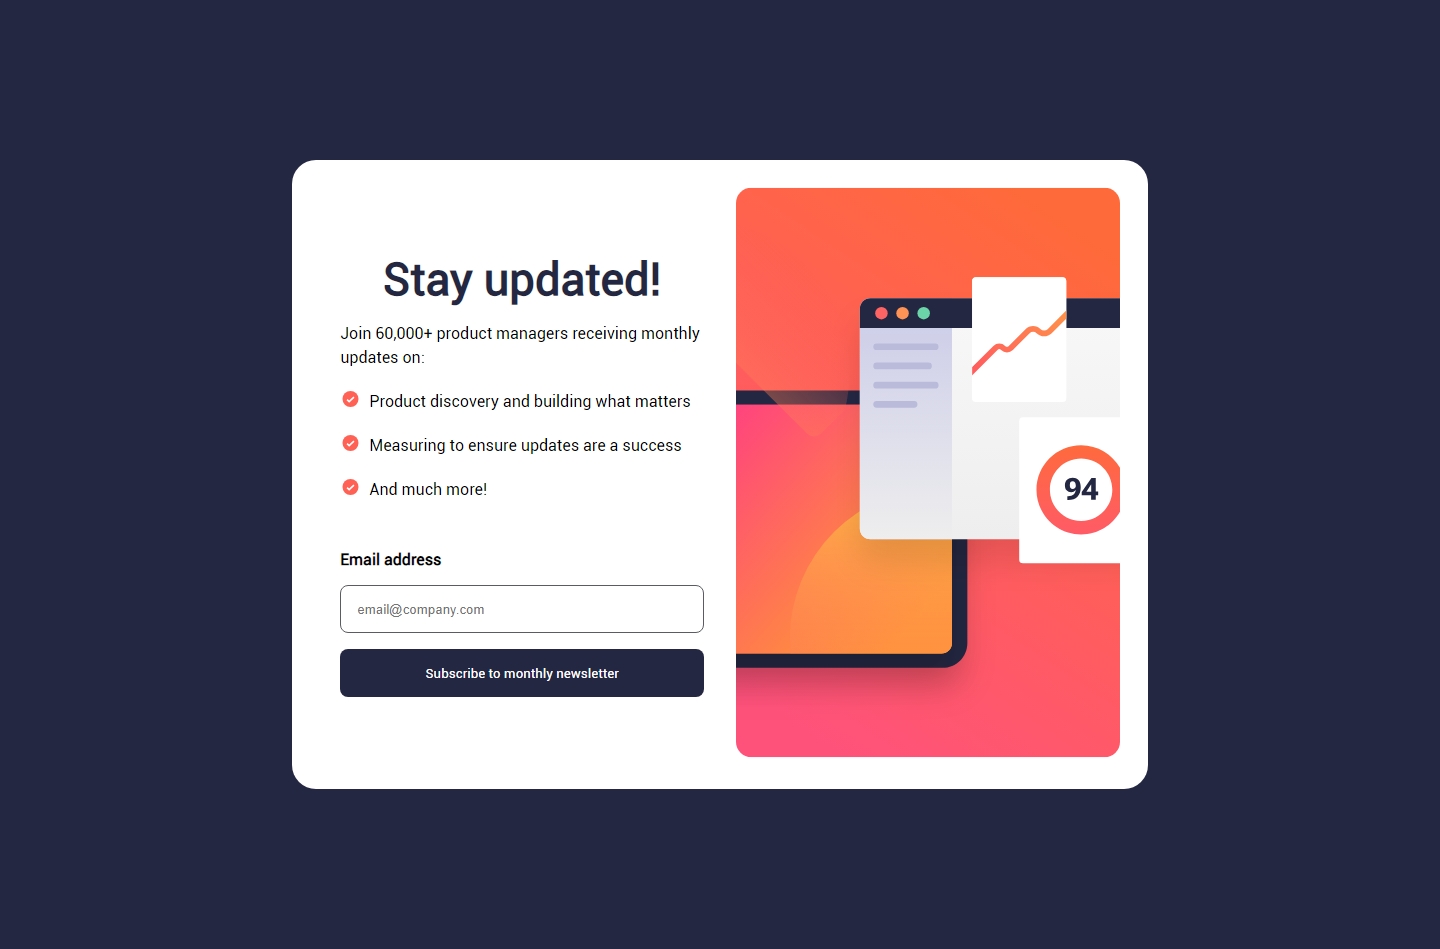 Stay updated!
Join 60,000+ product managers receiving monthly
updates on:
Product discovery and building what matters
Measuring to ensure updates are a success
And much more!
Email address
email@company.com
Subscribe to monthly newsletter
94